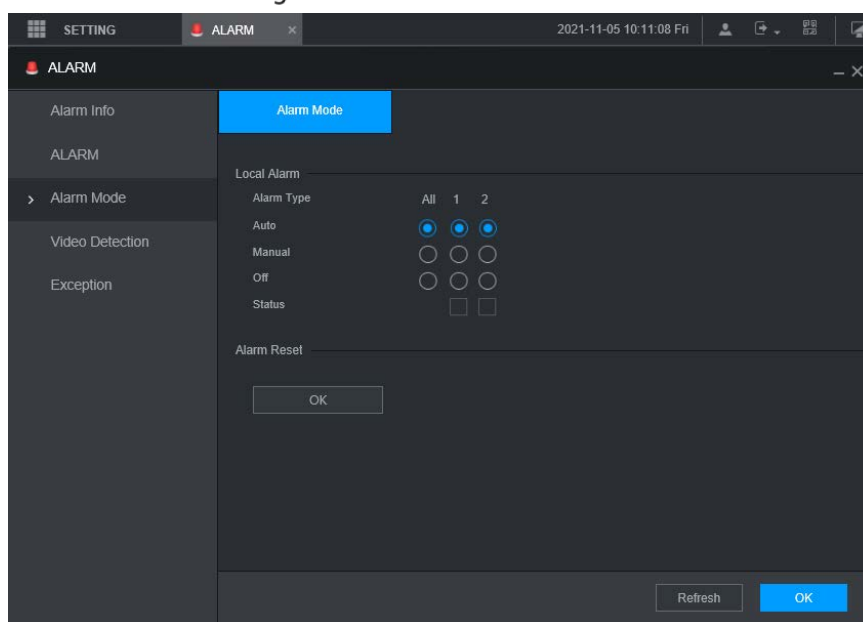 SETTING ALARM × 2021-11-05 10:11:08 Fri
ALARM
Alarm Info
ALARM
Alarm Mode
Video Detection
Exception
Alarm Mode
Local Alarm
Alarm Type All 1 2
Auto
Manual
Off
Status
Alarm Reset
OK
Refresh OK